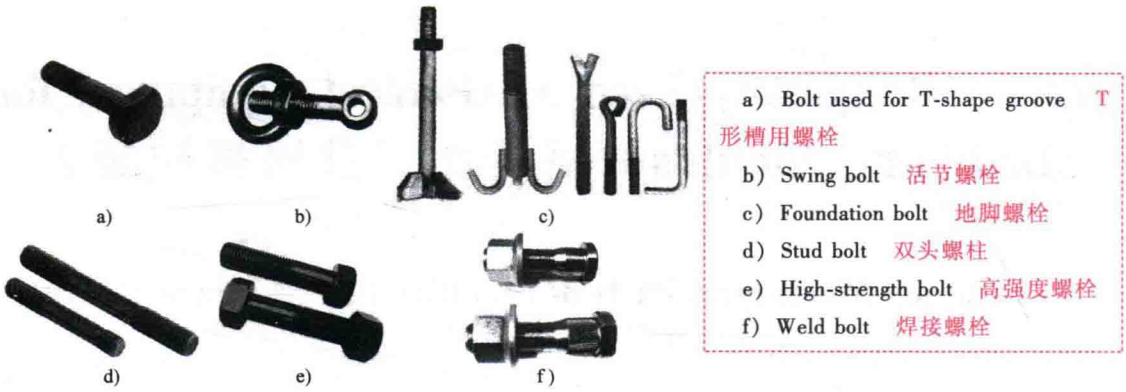 a)
b)
c)
d)
e)
f)
a) Bolt used for T-shape groove T
形槽用螺栓
b) Swing bolt 活节螺栓
c) Foundation bolt 地脚螺栓
d) Stud bolt 双头螺柱
e) High-strength bolt 高强度螺栓
f) Weld bolt 焊接螺栓